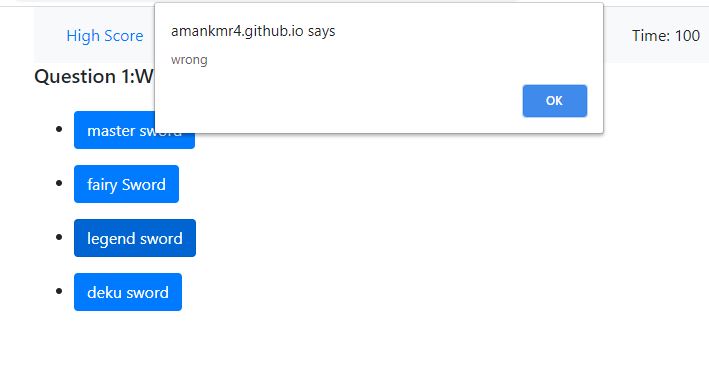 High Score
amankmr4.github.io says
Time: 100
wrong
Question 1:W
OK
master sword
fairy Sword
legend sword
deku sword